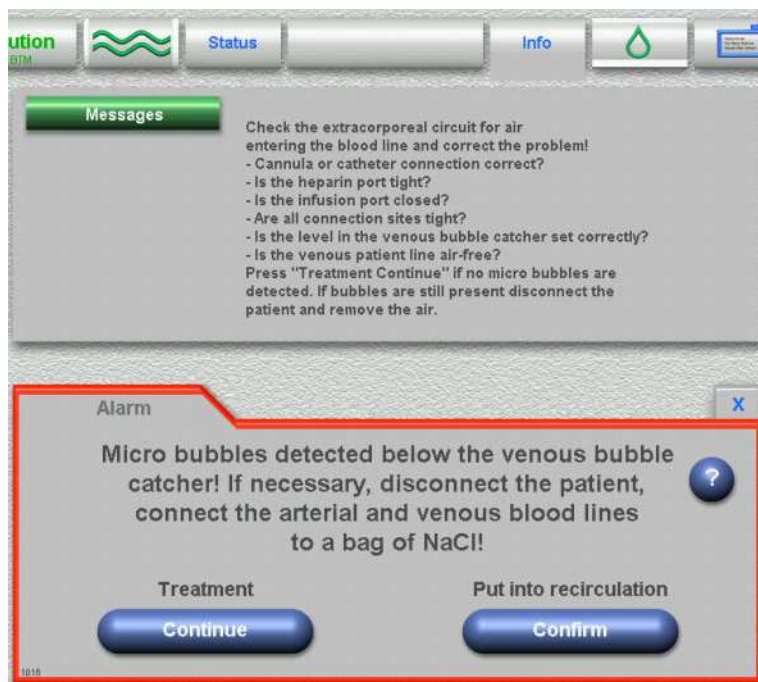 ution
BTM
Status
Info
Messages
Check the extracorporeal circuit for air
entering the blood line and correct the problem!
- Cannula or catheter connection correct?
- Is the heparin port tight?
- Is the infusion port closed?
- Are all connection sites tight?
- Is the level in the venous bubble catcher set correctly?
- Is the venous patient line air-free?
Press "Treatment Continue" if no micro bubbles are
detected. If bubbles are still present disconnect the
patient and remove the air.
Alarm
X
Micro bubbles detected below the venous bubble
catcher! If necessary, disconnect the patient,
connect the arterial and venous blood lines
to a bag of NaCl!
?
Treatment
Put into recirculation
Continue
Confirm
1016